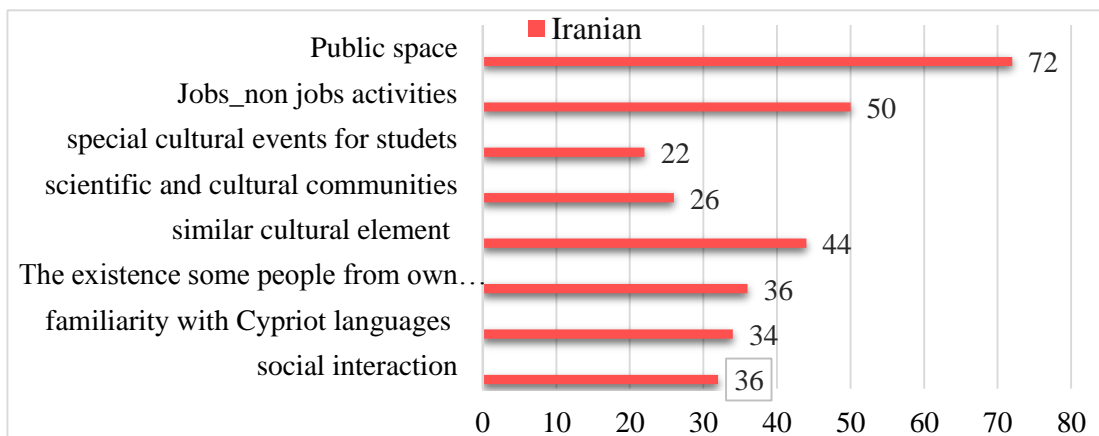 Iranian
Public space 72
Jobs_non jobs activities 50
special cultural events for studets 22
scientific and cultural communities 26
similar cultural element 44
The existence some people from own… 36
familiarity with Cypriot languages 34
social interaction 36
0 10 20 30 40 50 60 70 80